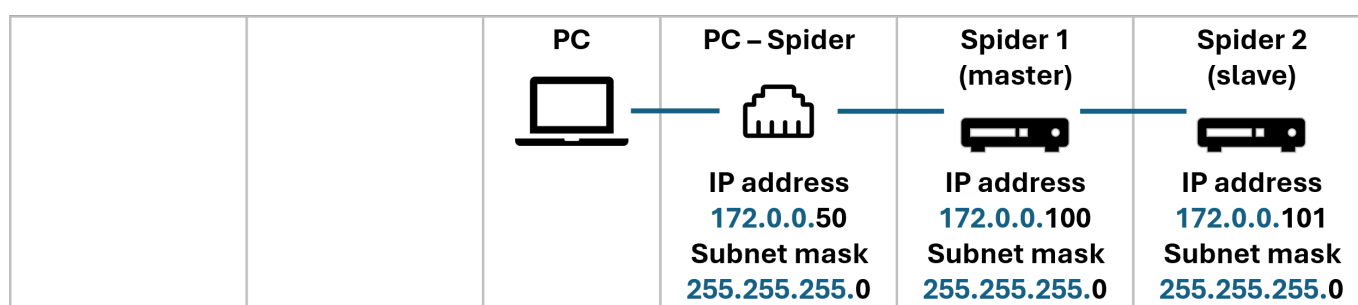 PC
PC – Spider
Spider 1
(master)
Spider 2
(slave)
IP address
172.0.0.50
Subnet mask
255.255.255.0
IP address
172.0.0.100
Subnet mask
255.255.255.0
IP address
172.0.0.101
Subnet mask
255.255.255.0